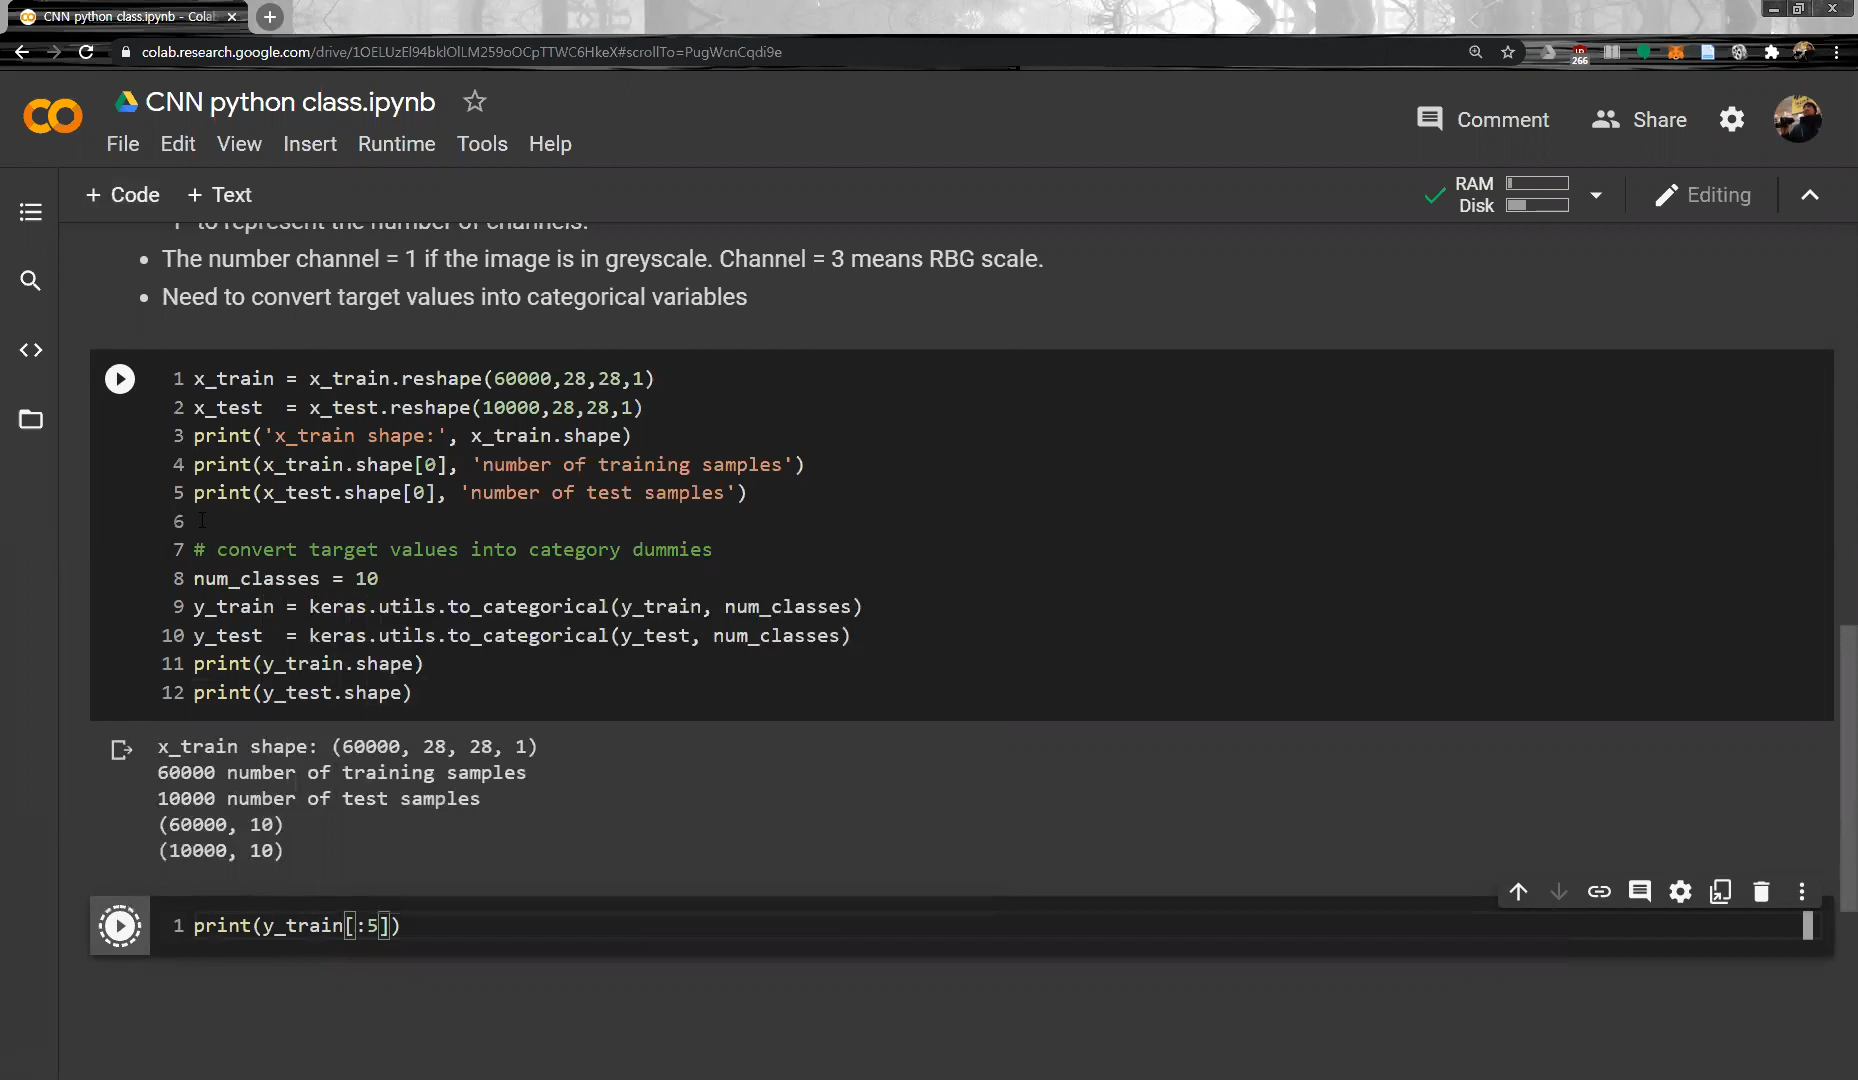 CNN python class.ipynb - Cola
colab.research.google.com/drive/1OELUzEl94bklOlLM259oOCpTTWC6HkeX#scrollTo=PugWcnCqdi9e
266
CNN python class.ipynb
Comment
Share
File Edit View Insert Runtime Tools Help
+ Code + Text
RAM
Disk
Editing
to represent the number of channels.
• The number channel = 1 if the image is in greyscale. Channel = 3 means RBG scale.
• Need to convert target values into categorical variables
1 x_train = x_train.reshape(60000,28,28,1)
2 x_test  = x_test.reshape(10000,28,28,1)
3 print('x_train shape:', x_train.shape)
4 print(x_train.shape[0], 'number of training samples')
5 print(x_test.shape[0], 'number of test samples')
6
7 # convert target values into category dummies
8 num_classes = 10
9 y_train = keras.utils.to_categorical(y_train, num_classes)
10 y_test  = keras.utils.to_categorical(y_test, num_classes)
11 print(y_train.shape)
12 print(y_test.shape)
x_train shape: (60000, 28, 28, 1)
60000 number of training samples
10000 number of test samples
(60000, 10)
(10000, 10)
1 print(y_train[:5])